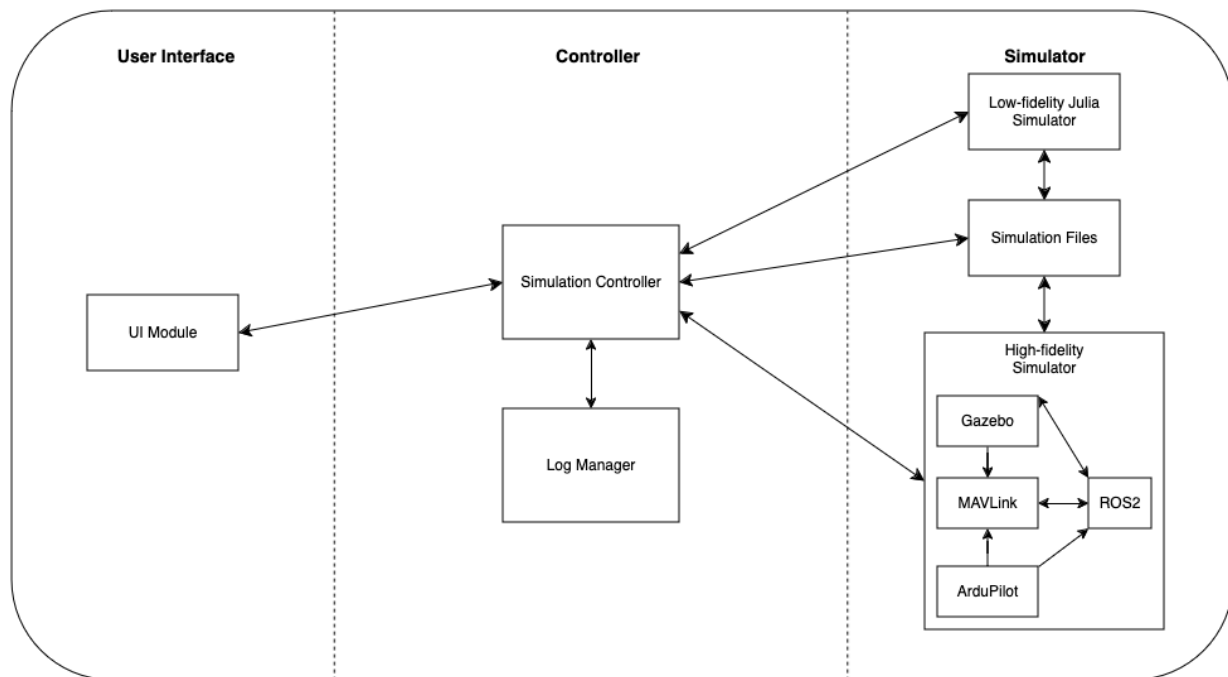 User Interface
Controller
Simulator
Low-fidelity Julia
Simulator
Simulation Files
Simulation Controller
UI Module
High-fidelity
Simulator
Gazebo
Log Manager
MAVLink
ROS2
ArduPilot